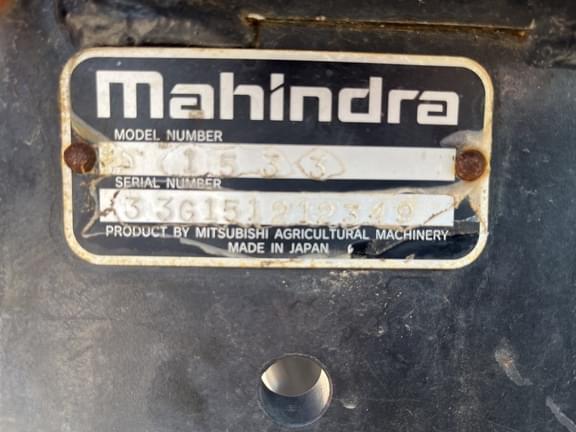 Mahindra
MODEL NUMBER
1533
SERIAL NUMBER
33G151212349
PRODUCT BY MITSUBISHI AGRICULTURAL MACHINERY
MADE IN JAPAN